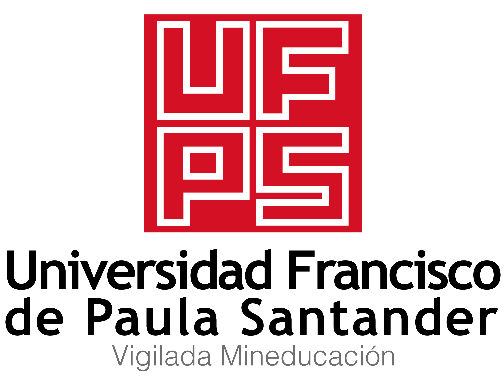 UF
PS
Universidad Francisco
de Paula Santander
Vigilada Mineducación